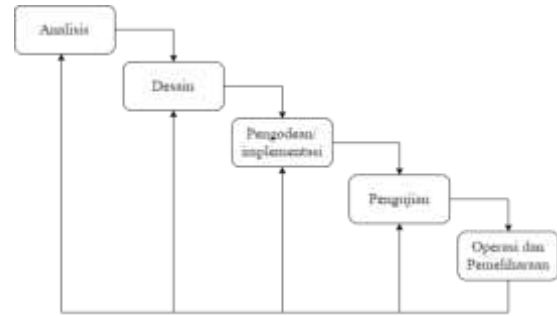 Analisis
Desain
Pengodean/
implementasi
Pengujian
Operasi dan
Pemeliharaan